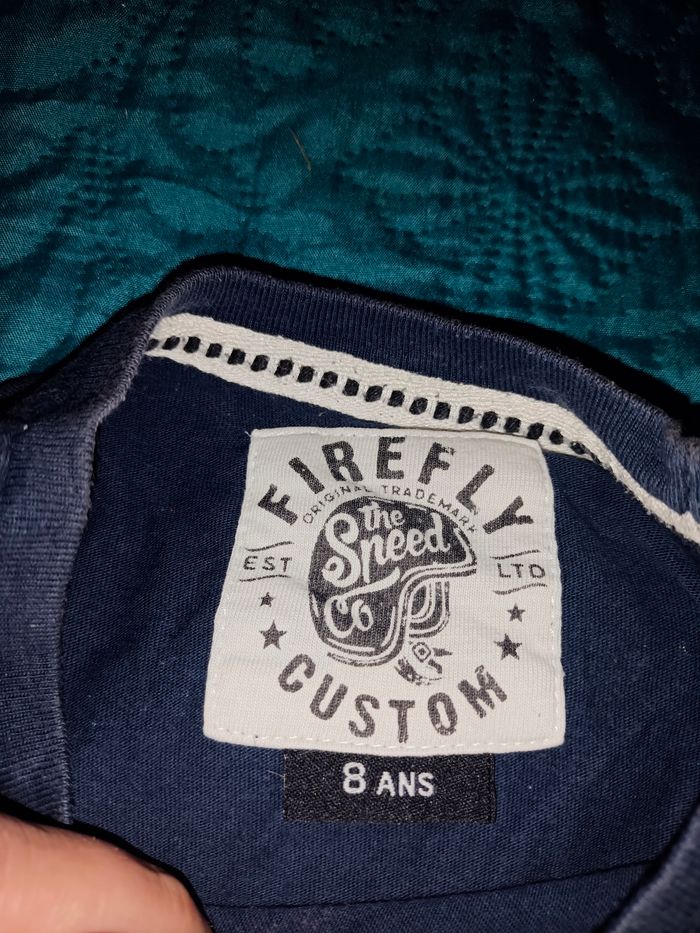 FIREFLY
ORIGINAL TRADEMARK
the
Speed
Co
EST
LTD
CUSTOM
8 ANS